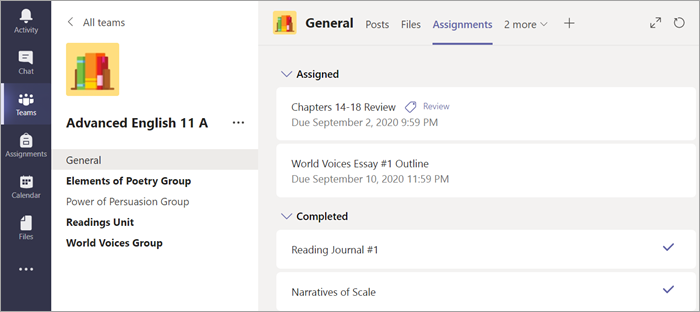 Activity
Chat
Teams
Assignments
Calendar
Files
All teams
Advanced English 11 A
General
Elements of Poetry Group
Power of Persuasion Group
Readings Unit
World Voices Group
General Posts Files Assignments 2 more
Assigned
Chapters 14-18 Review Review
Due September 2, 2020 9:59 PM
World Voices Essay #1 Outline
Due September 10, 2020 11:59 PM
Completed
Reading Journal #1
Narratives of Scale